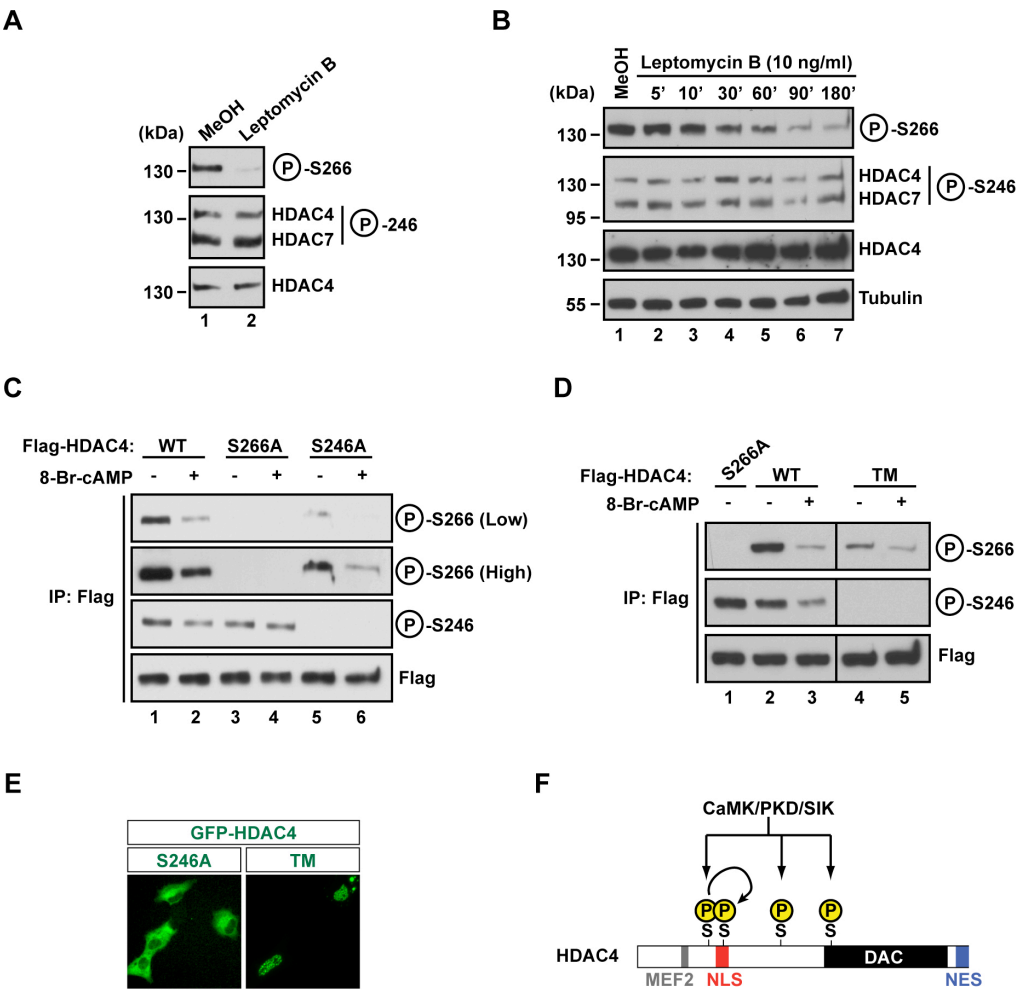 A
MeOH
Leptomycin B
(kDa)
130
P -S266
130
HDAC4
HDAC7
P -246
130
HDAC4
1 2
B
MeOH
Leptomycin B (10 ng/ml)
(kDa)
5’ 10’ 30’ 60’ 90’ 180’
130
P -S266
130
95
HDAC4
HDAC7
P -S246
130
HDAC4
55
Tubulin
1 2 3 4 5 6 7
C
Flag-HDAC4: WT S266A S246A
8-Br-cAMP - + - + - +
P -S266 (Low)
P -S266 (High)
IP: Flag
P -S246
Flag
1 2 3 4 5 6
D
S266A
Flag-HDAC4: WT TM
8-Br-cAMP - - + - +
P -S266
IP: Flag
P -S246
Flag
1 2 3 4 5
E
GFP-HDAC4
S246A TM
F
CaMK/PKD/SIK
P P P P
S S S S
HDAC4
DAC
MEF2 NLS NES